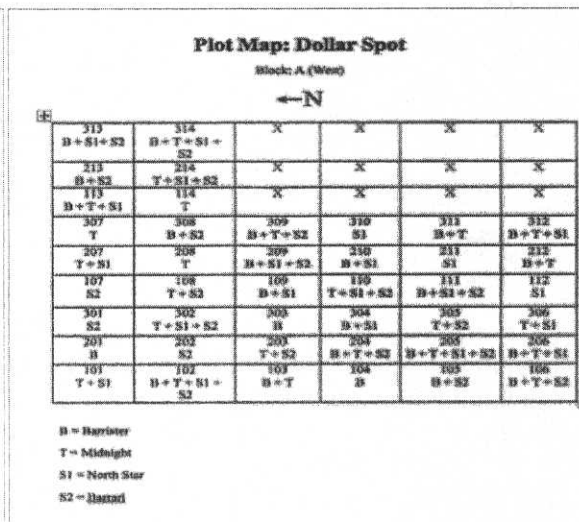 Plot Map: Dollar Spot
Block: A (West)
←N
313 314 X X X X
B + S1 + S2 B + T + S1 +
S2
213 214 X X X X
B + S2 T + S1 + S2
113 114 X X X X
B + T + S1 T
307 308 309 310 311 312
T B + S2 B + T + S2 S1 B + T B + T + S1
207 208 209 210 211 212
T + S1 T B + S1 + S2 B + S1 S1 B + T
107 108 109 110 111 112
S2 T + S2 B + S1 T + S1 + S2 B + S1 + S2 S1
301 302 303 304 305 306
S2 T + S1 + S2 B B + S1 T + S2 T + S1
201 202 203 204 205 206
B S2 T + S2 B + T + S2 B + T + S1 + S2 B + T + S1
101 102 103 104 105 106
T + S1 B + T + S1 + B + T B B + S2 B + T + S2
S2
B = Barrister
T = Midnight
S1 = North Star
S2 =